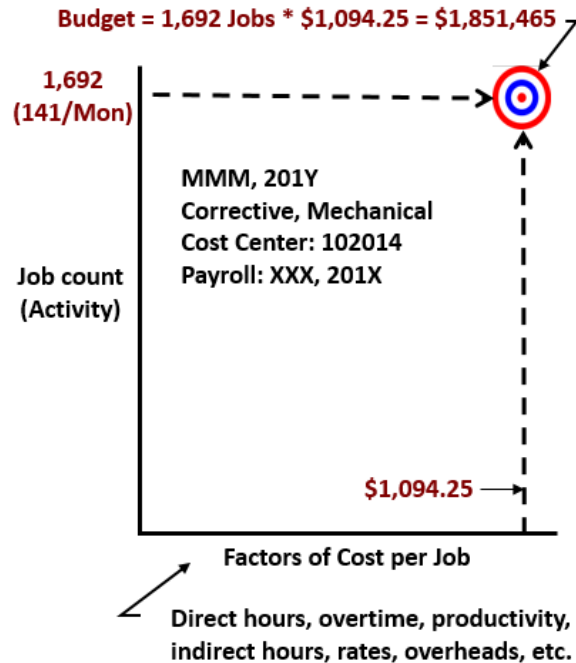 Budget = 1,692 Jobs * $1,094.25 = $1,851,465
1,692
(141/Mon)
MMM, 201Y
Corrective, Mechanical
Cost Center: 102014
Payroll: XXX, 201X
Job count
(Activity)
$1,094.25
Factors of Cost per Job
Direct hours, overtime, productivity,
indirect hours, rates, overheads, etc.